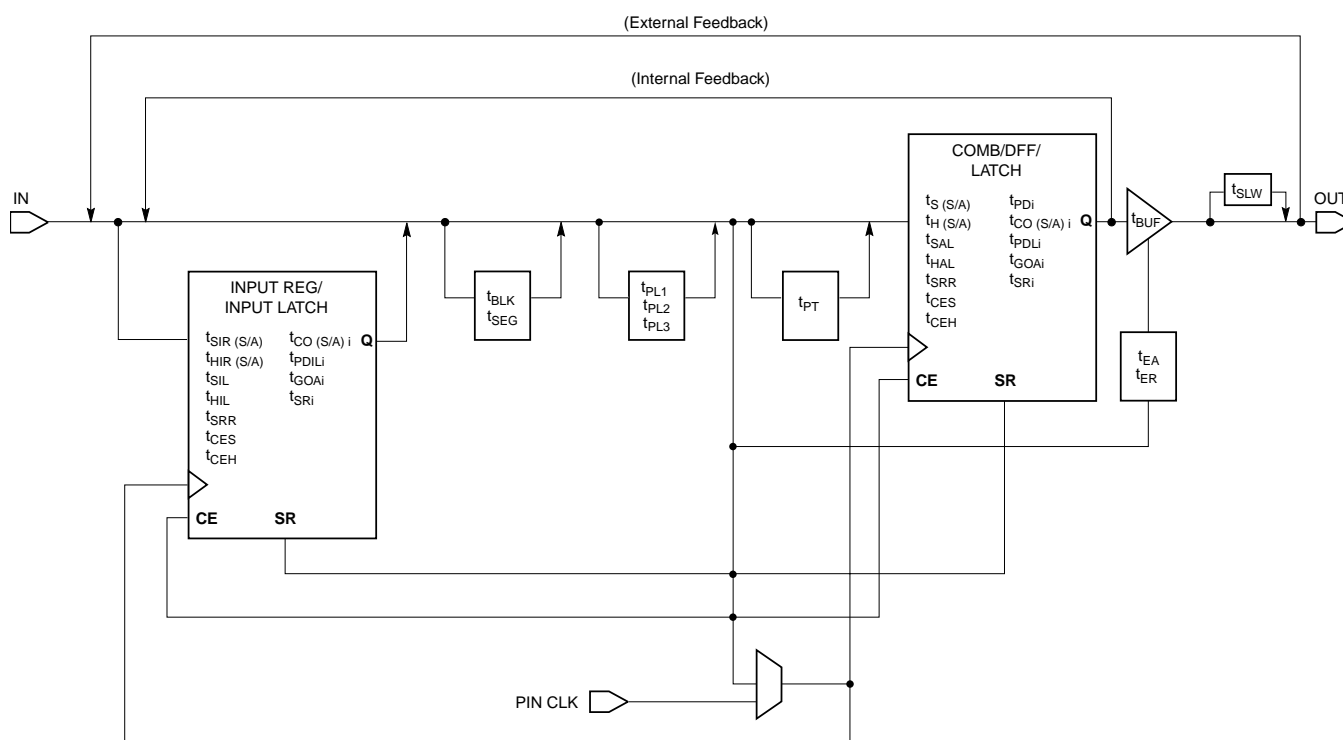 (External Feedback)
(Internal Feedback)
IN
COMB/DFF/
LATCH
tS (S/A)
tH (S/A)
tSAL
tHAL
tSRR
tCES
tCEH
tPDi
tCO (S/A) i
tPDLi
tGOAi
tSRi
Q
CE
SR
tBUF
tSLW
OUT
INPUT REG/
INPUT LATCH
tSIR (S/A)
tHIR (S/A)
tSIL
tHIL
tSRR
tCES
tCEH
tCO (S/A) i
tPDILi
tGOAi
tSRi
Q
CE
SR
tBLK
tSEG
tPL1
tPL2
tPL3
tPT
tEA
tER
PIN CLK